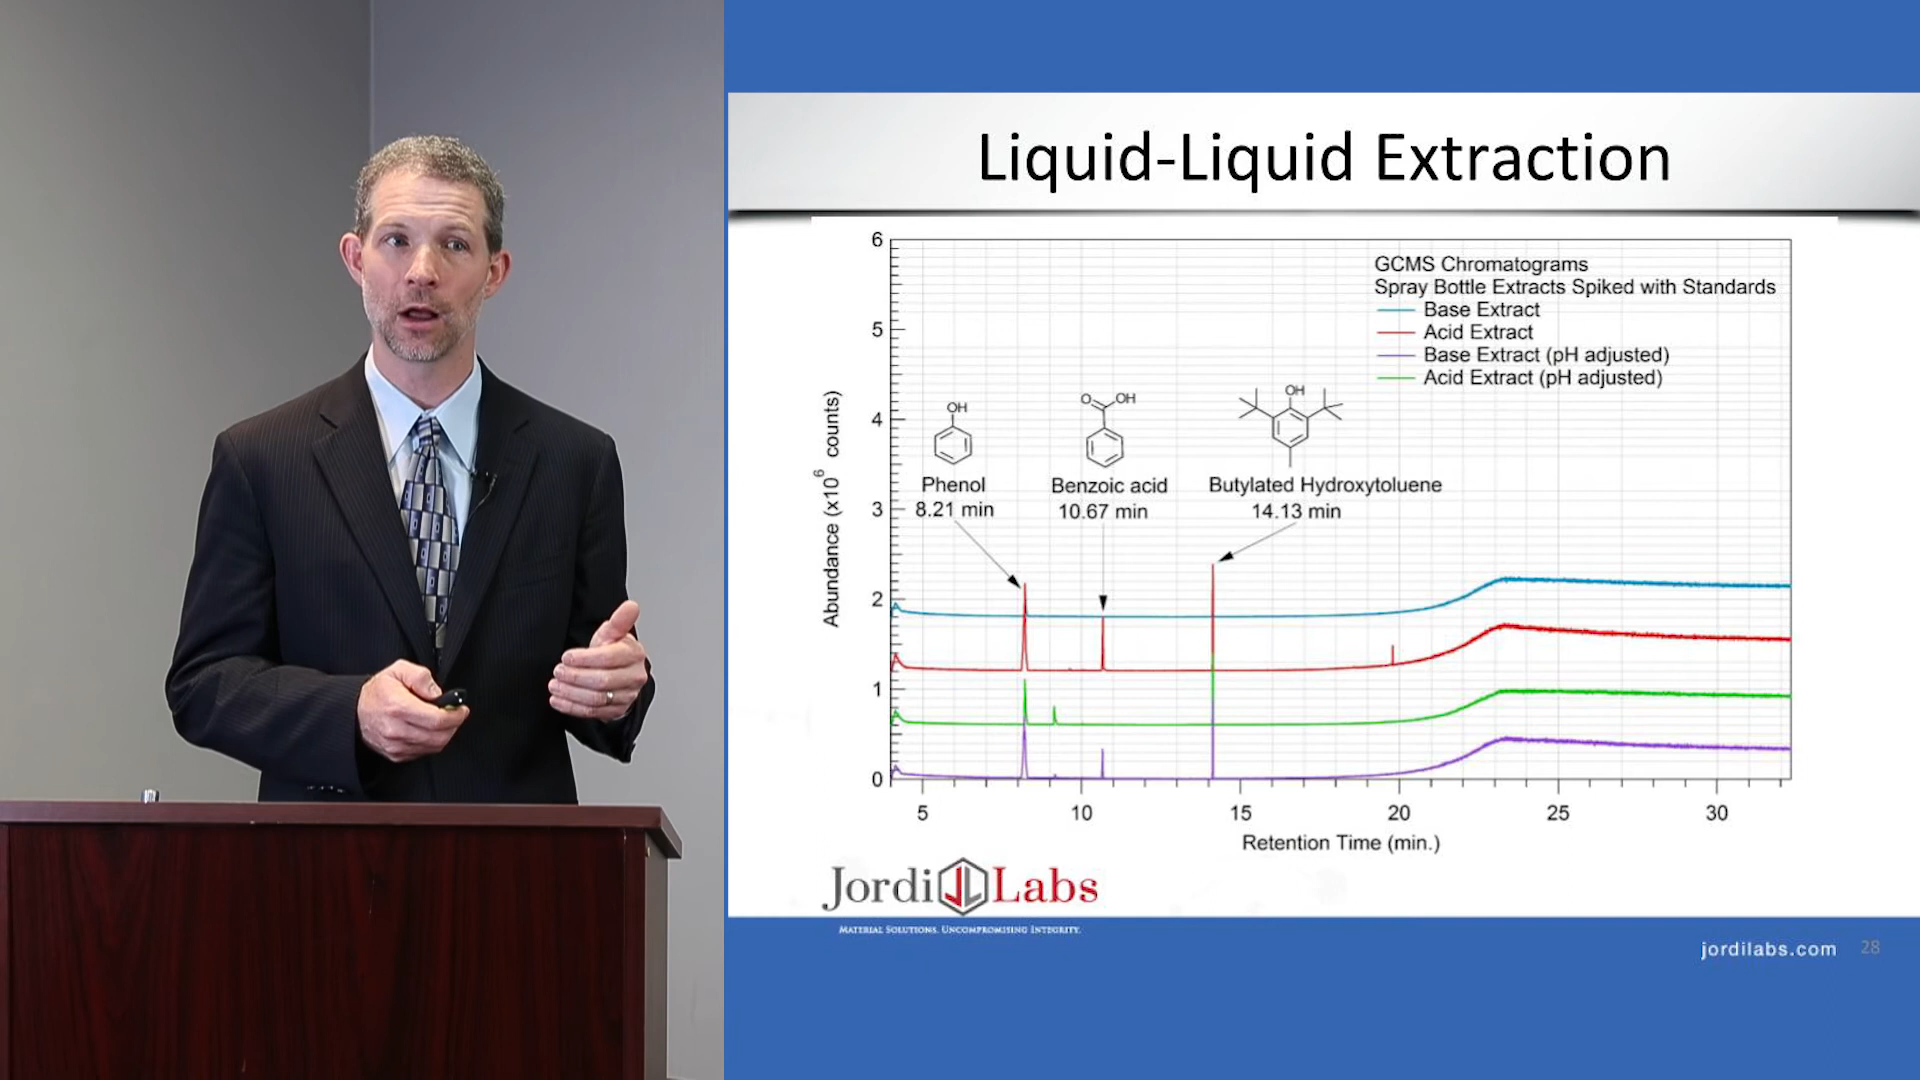 Liquid-Liquid Extraction
GCMS Chromatograms
Spray Bottle Extracts Spiked with Standards
Base Extract
Acid Extract
Base Extract (pH adjusted)
Acid Extract (pH adjusted)
OH
Phenol
8.21 min
O OH
Benzoic acid
10.67 min
OH
Butylated Hydroxytoluene
14.13 min
Abundance (x10⁶ counts)
6
5
4
3
2
1
0
5 10 15 20 25 30
Retention Time (min.)
Jordi JL Labs
MATERIAL SOLUTIONS. UNCOMPROMISING INTEGRITY.
jordilabs.com 28